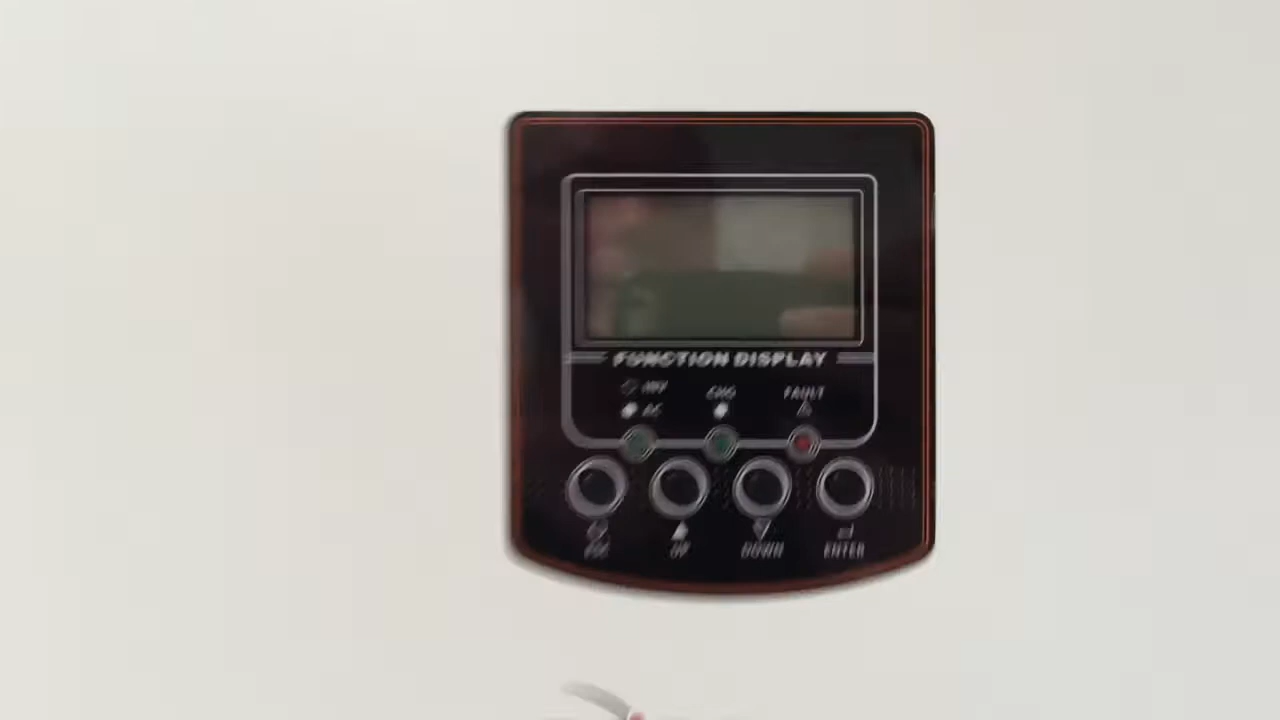 FUNCTION DISPLAY
INV
AC
CHG
FAULT
ESC
UP
DOWN
ENTER